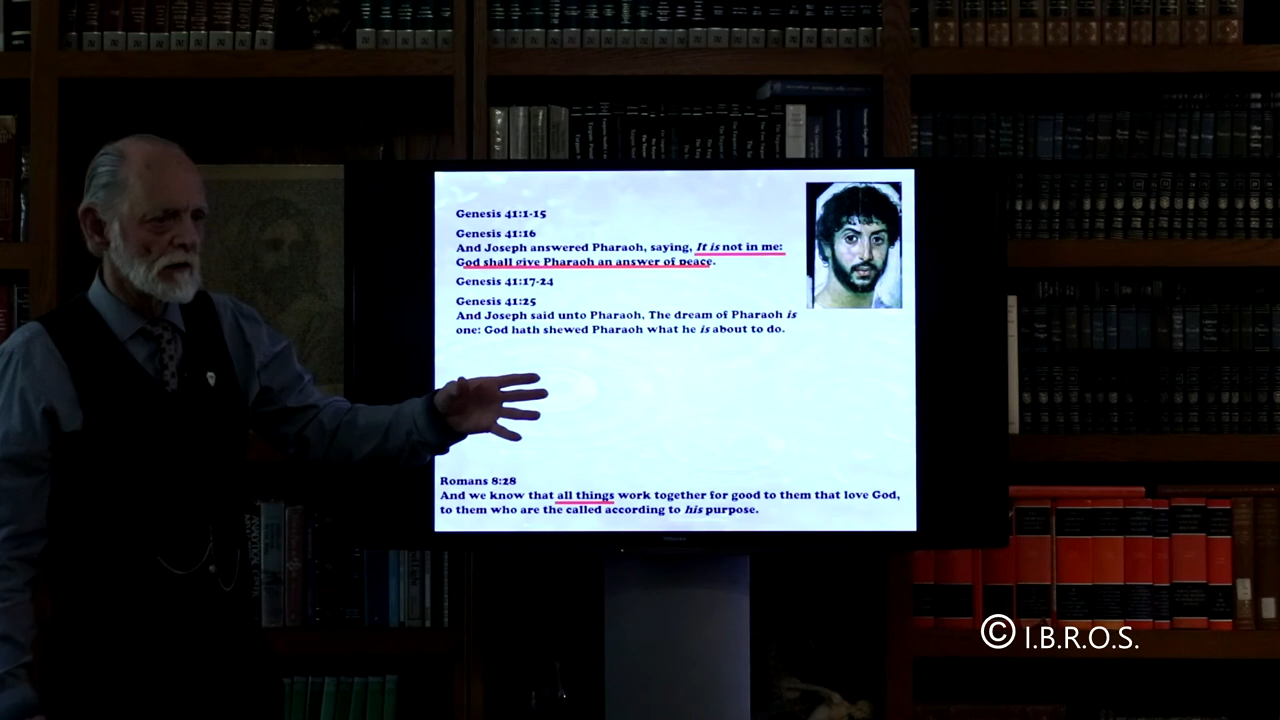 Genesis 41:1-15
Genesis 41:16
And Joseph answered Pharaoh, saying, It is not in me:
God shall give Pharaoh an answer of peace.
Genesis 41:17-24
Genesis 41:25
And Joseph said unto Pharaoh, The dream of Pharaoh is
one: God hath shewed Pharaoh what he is about to do.
Romans 8:28
And we know that all things work together for good to them that love God,
to them who are the called according to his purpose.
© I.B.R.O.S.